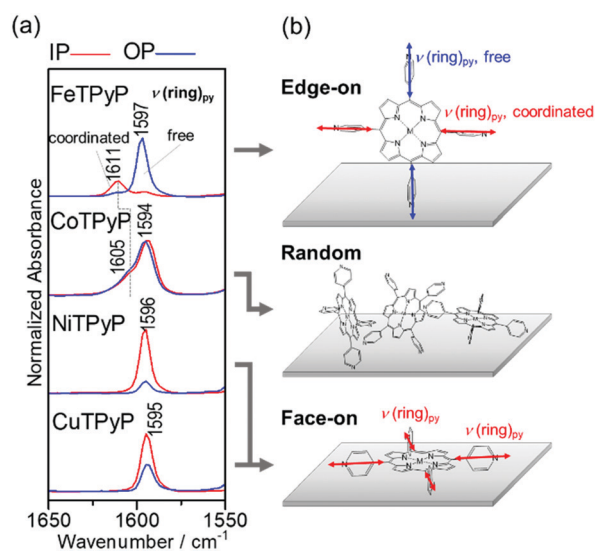 (a)
IP OP
FeTPyP ν(ring)py
coordinated 1611 1597 free
CoTPyP
1605 1594
NiTPyP
1596
CuTPyP
1595
Normalized Absorbance
1650 1600 1550
Wavenumber / cm-1
(b)
Edge-on
ν(ring)py, free
ν(ring)py, coordinated
N N
N M N
N N
N
Random
Face-on
ν(ring)py
ν(ring)py
N N M N N N